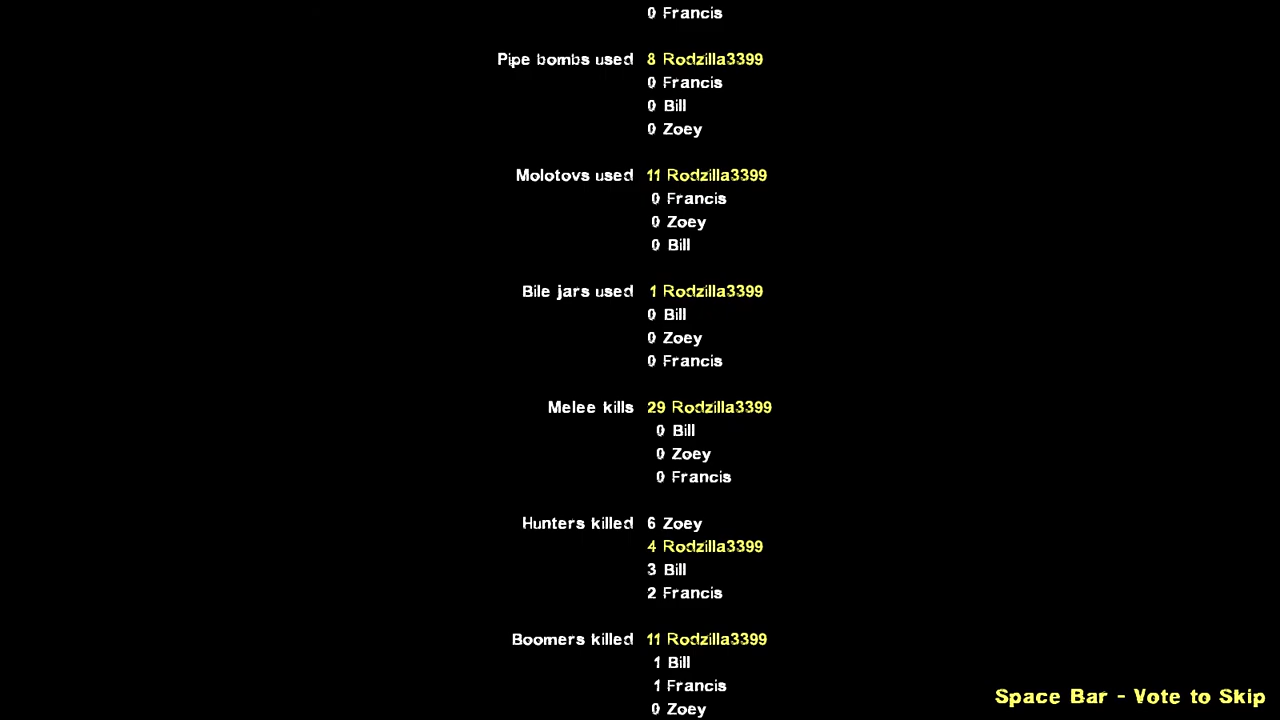 0 Francis
Pipe bombs used 8 Rodzilla3399
0 Francis
0 Bill
0 Zoey
Molotovs used 11 Rodzilla3399
0 Francis
0 Zoey
0 Bill
Bile jars used 1 Rodzilla3399
0 Bill
0 Zoey
0 Francis
Melee kills 29 Rodzilla3399
0 Bill
0 Zoey
0 Francis
Hunters killed 6 Zoey
4 Rodzilla3399
3 Bill
2 Francis
Boomers killed 11 Rodzilla3399
1 Bill
1 Francis
0 Zoey
Space Bar - Vote to Skip